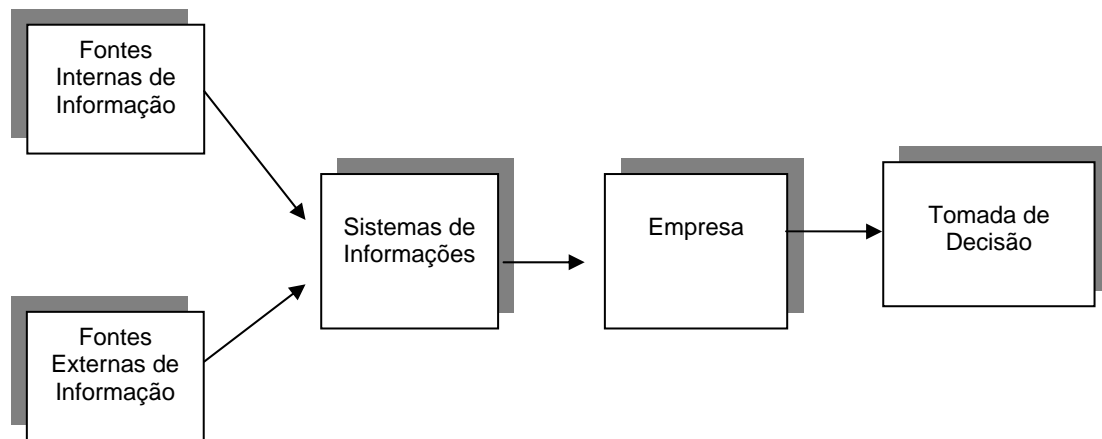 Fontes
Internas de
Informação
Sistemas de
Informações
Empresa
Tomada de
Decisão
Fontes
Externas de
Informação